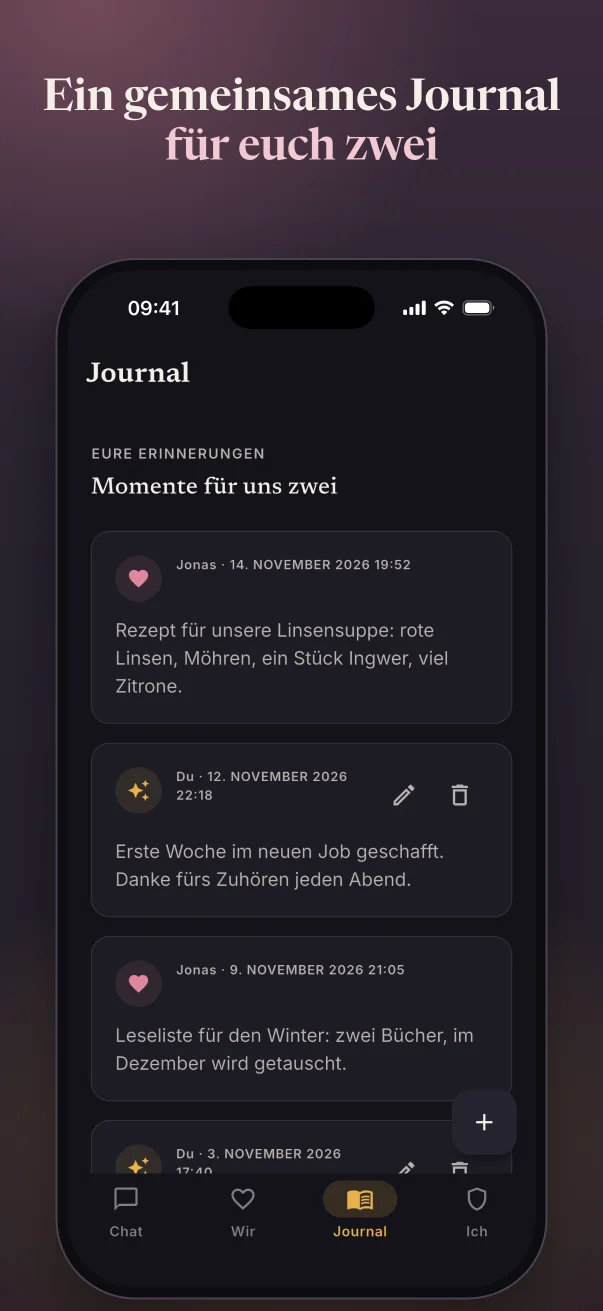 Ein gemeinsames Journal
für euch zwei
09:41
Journal
EURE ERINNERUNGEN
Momente für uns zwei
Jonas · 14. NOVEMBER 2026 19:52
Rezept für unsere Linsensuppe: rote
Linsen, Möhren, ein Stück Ingwer, viel
Zitrone.
Du · 12. NOVEMBER 2026
22:18
Erste Woche im neuen Job geschafft.
Danke fürs Zuhören jeden Abend.
Jonas · 9. NOVEMBER 2026 21:05
Leseliste für den Winter: zwei Bücher, im
Dezember wird getauscht.
+
Du · 3. NOVEMBER 2026
17:40
Chat
Wir
Journal
Ich